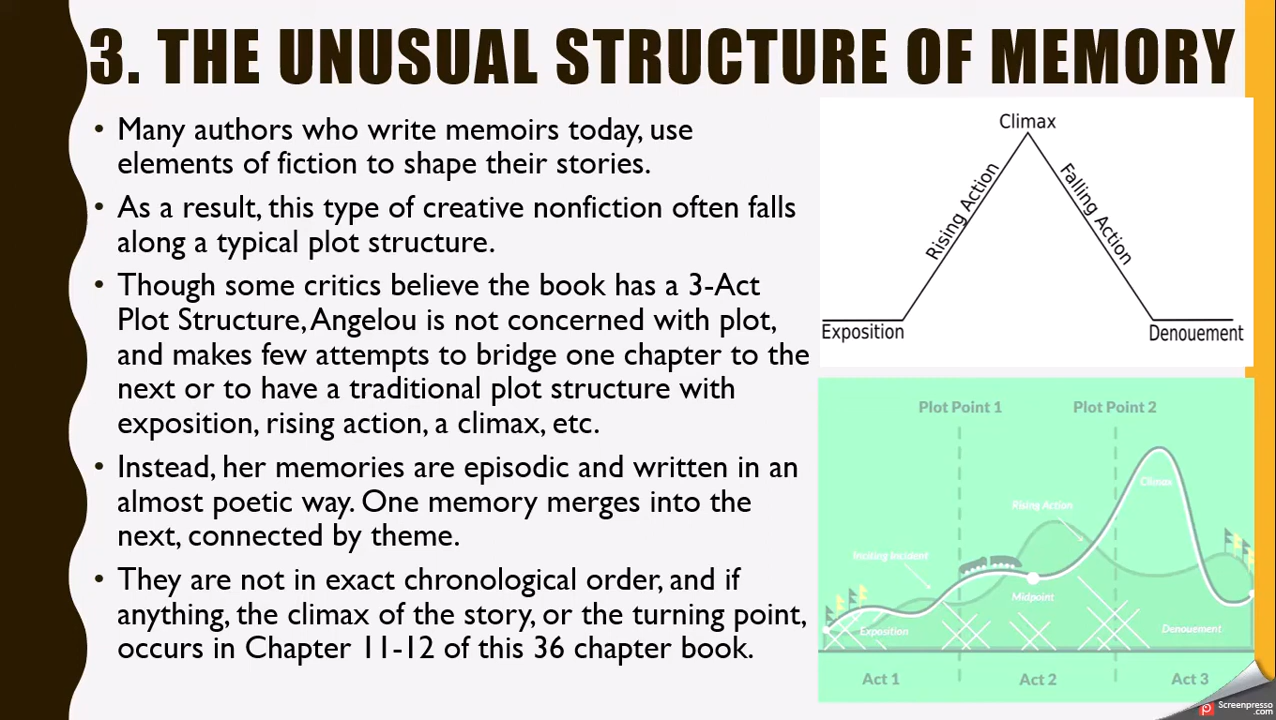 3. THE UNUSUAL STRUCTURE OF MEMORY
• Many authors who write memoirs today, use
elements of fiction to shape their stories.
• As a result, this type of creative nonfiction often falls
along a typical plot structure.
• Though some critics believe the book has a 3-Act
Plot Structure, Angelou is not concerned with plot,
and makes few attempts to bridge one chapter to the
next or to have a traditional plot structure with
exposition, rising action, a climax, etc.
• Instead, her memories are episodic and written in an
almost poetic way. One memory merges into the
next, connected by theme.
• They are not in exact chronological order, and if
anything, the climax of the story, or the turning point,
occurs in Chapter 11-12 of this 36 chapter book.
Climax
Rising Action
Falling Action
Exposition
Denouement
Plot Point 1
Plot Point 2
Climax
Rising Action
Inciting Incident
Midpoint
Exposition
Denouement
Act 1
Act 2
Act 3
Screenpresso
.com